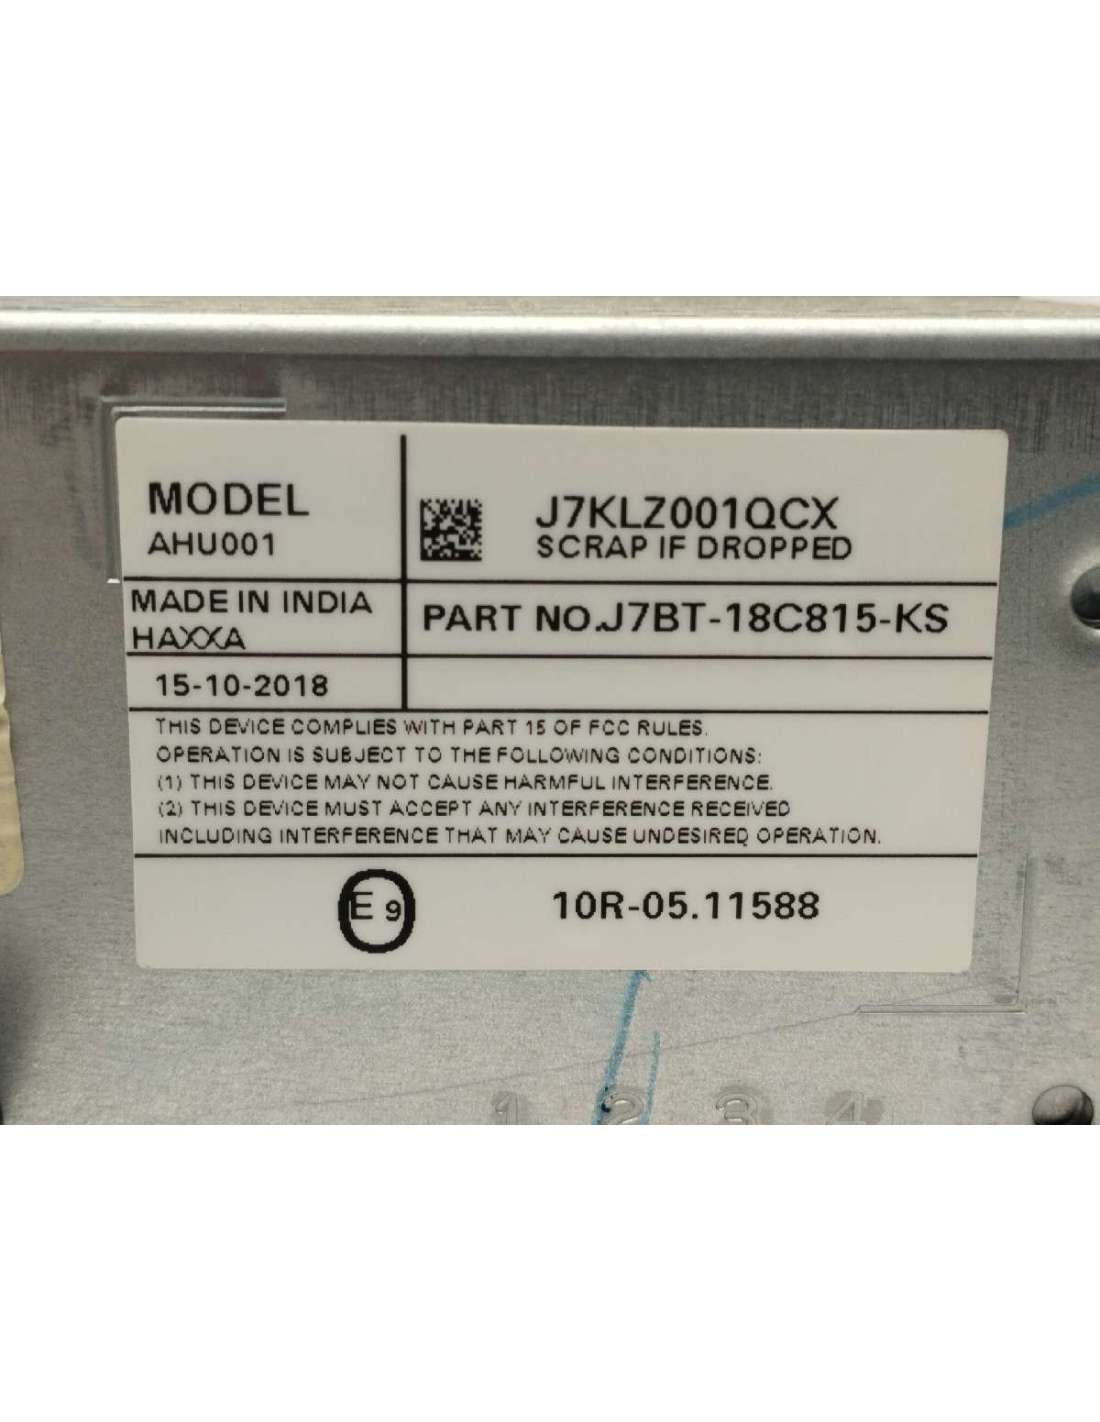 MODEL
AHU001
J7KLZ001QCX
SCRAP IF DROPPED
MADE IN INDIA
HAXXA
PART NO.J7BT-18C815-KS
15-10-2018
THIS DEVICE COMPLIES WITH PART 15 OF FCC RULES.
OPERATION IS SUBJECT TO THE FOLLOWING CONDITIONS:
(1) THIS DEVICE MAY NOT CAUSE HARMFUL INTERFERENCE.
(2) THIS DEVICE MUST ACCEPT ANY INTERFERENCE RECEIVED
INCLUDING INTERFERENCE THAT MAY CAUSE UNDESIRED OPERATION.
E 9
10R-05.11588
1 2 3 4